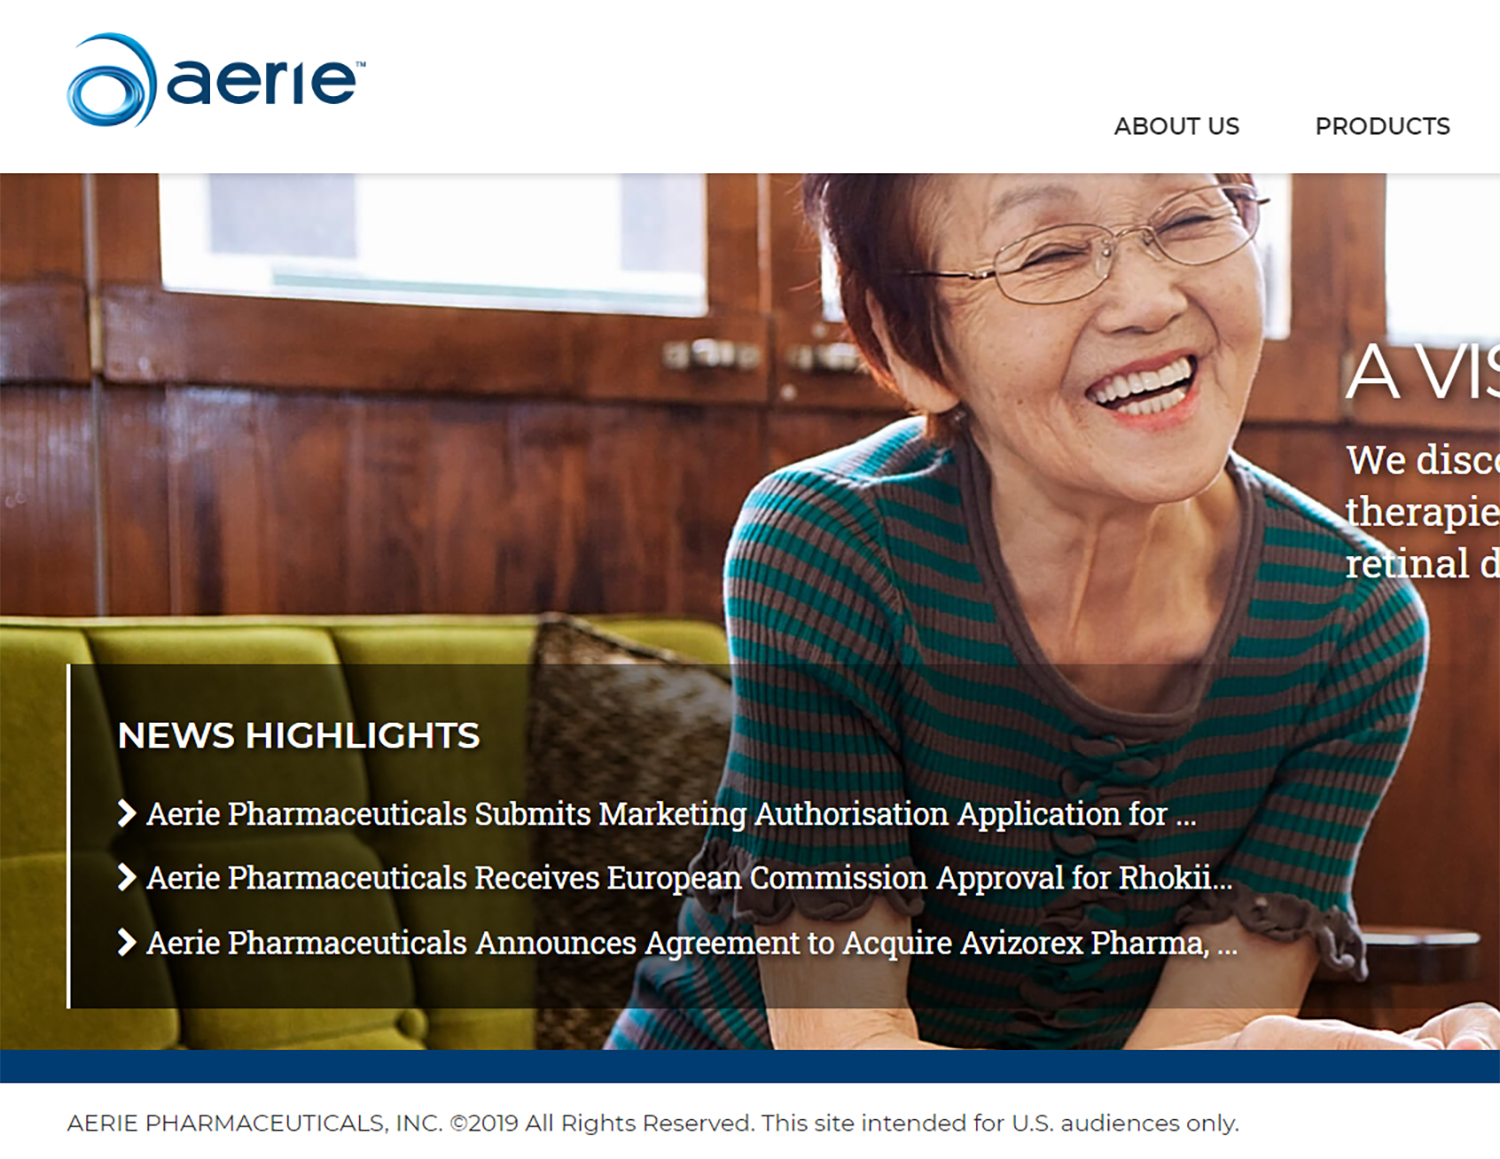 aerie™
ABOUT US PRODUCTS
A VIS
We disco
therapie
retinal d
NEWS HIGHLIGHTS
Aerie Pharmaceuticals Submits Marketing Authorisation Application for ...
Aerie Pharmaceuticals Receives European Commission Approval for Rhokii...
Aerie Pharmaceuticals Announces Agreement to Acquire Avizorex Pharma, ...
AERIE PHARMACEUTICALS, INC. ©2019 All Rights Reserved. This site intended for U.S. audiences only.